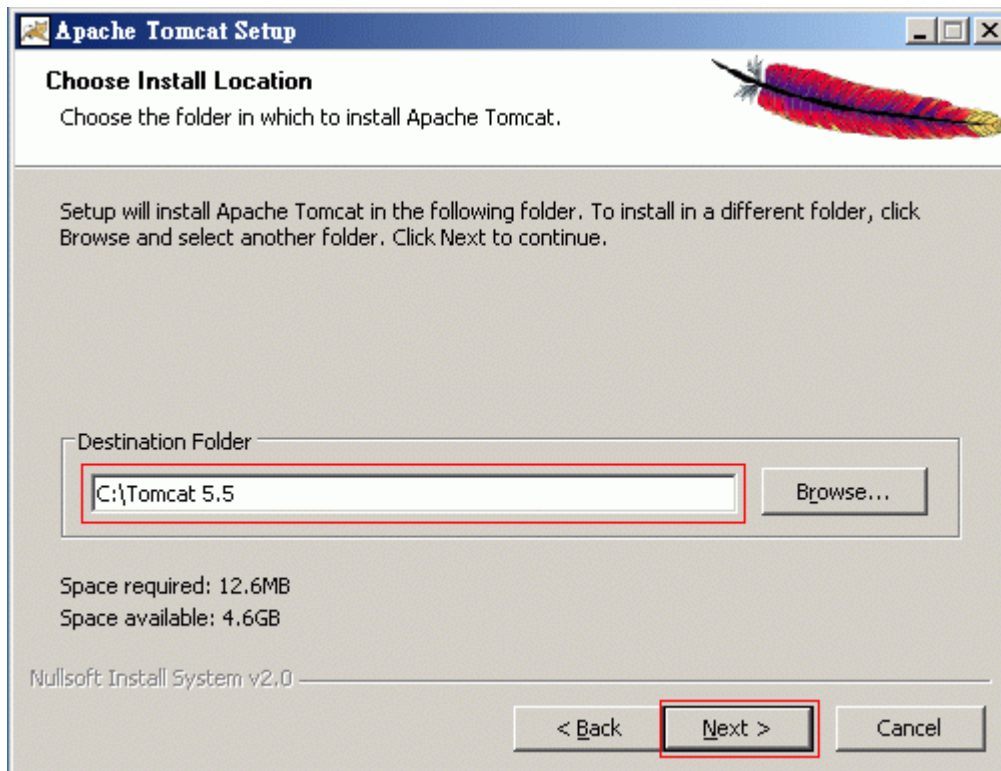 Apache Tomcat Setup
Choose Install Location
Choose the folder in which to install Apache Tomcat.
Setup will install Apache Tomcat in the following folder. To install in a different folder, click
Browse and select another folder. Click Next to continue.
Destination Folder
C:\Tomcat 5.5
Browse...
Space required: 12.6MB
Space available: 4.6GB
Nullsoft Install System v2.0
< Back
Next >
Cancel